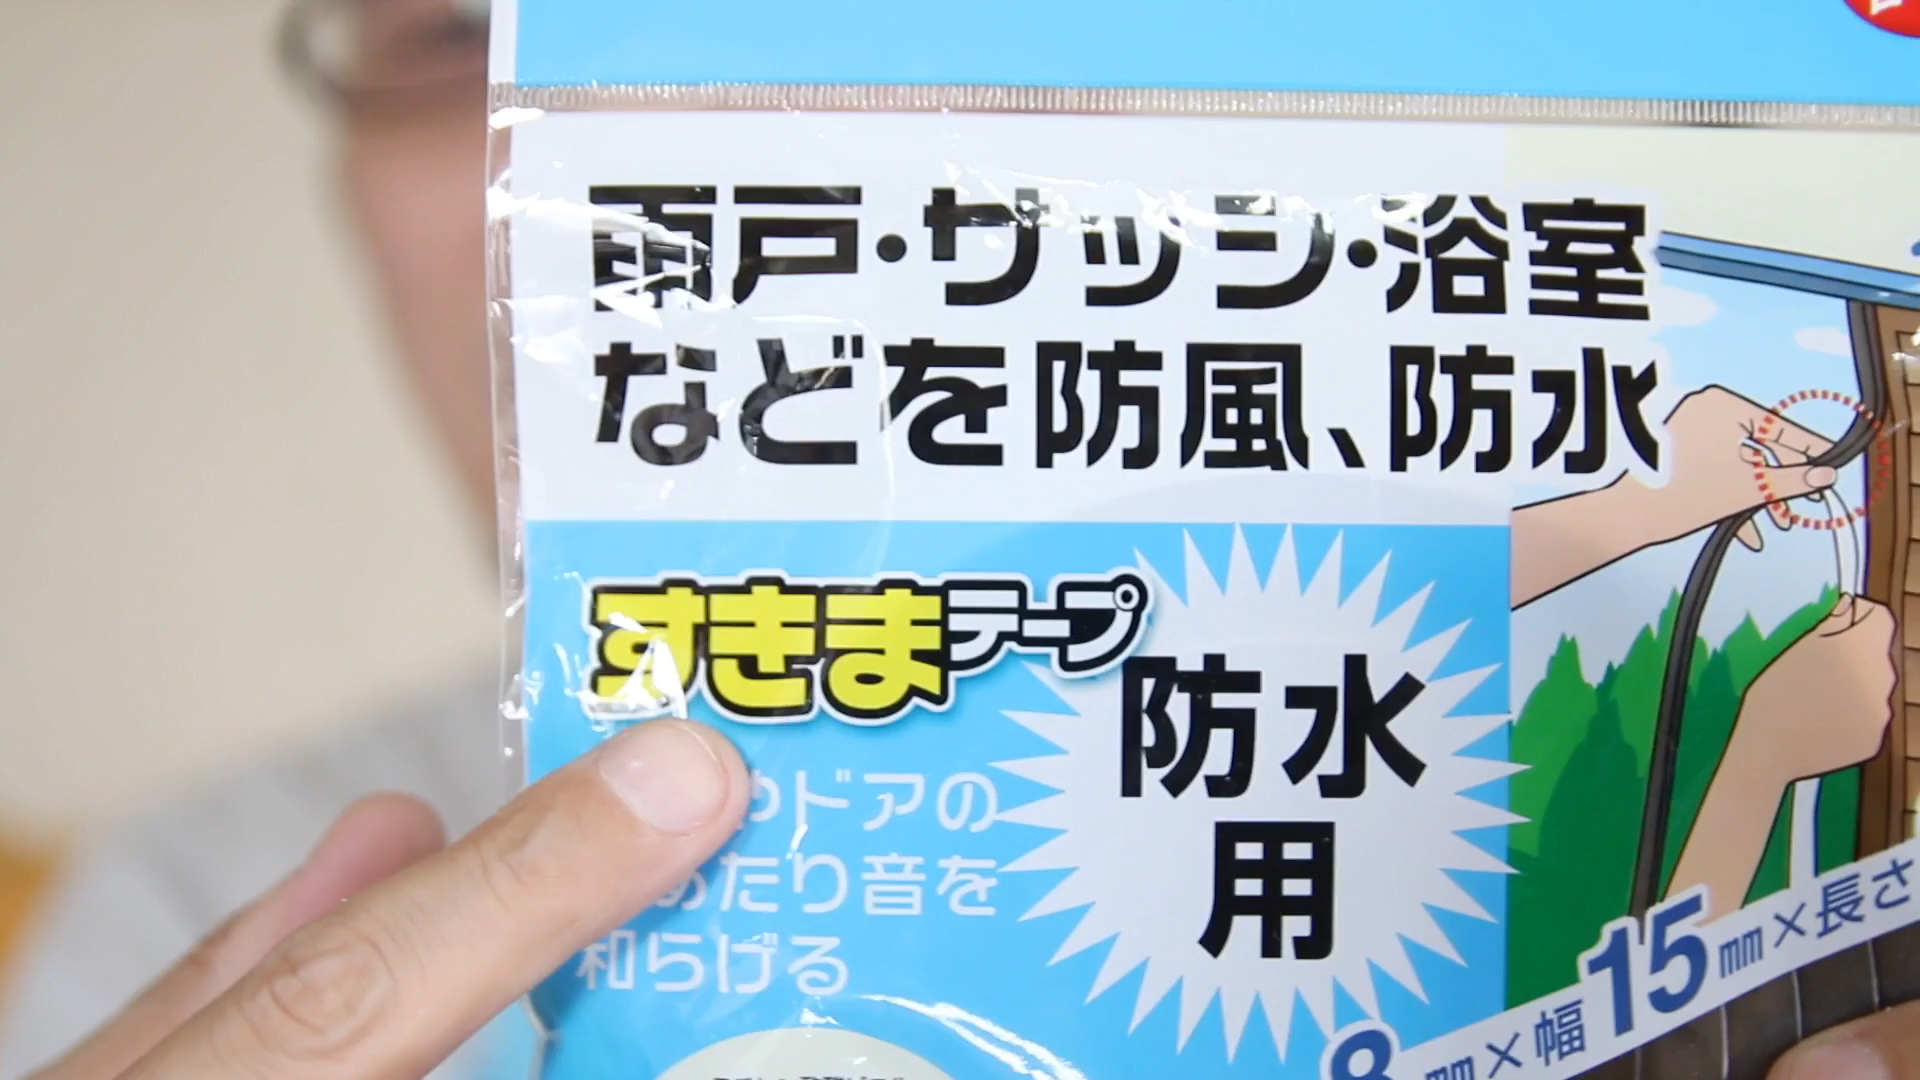 雨戸・サッシ・浴室
などを防風、防水
すきまテープ
防水
用
ドアの
あたり音を
和らげる
8mm×幅15mm×長さ